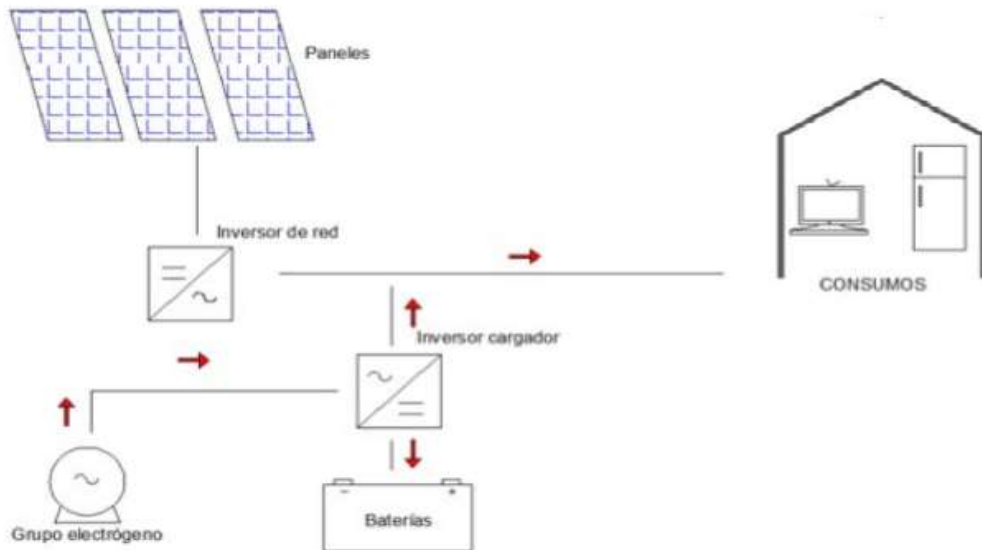 Paneles
Inversor de red
CONSUMOS
Inversor cargador
Grupo electrógeno
Baterías